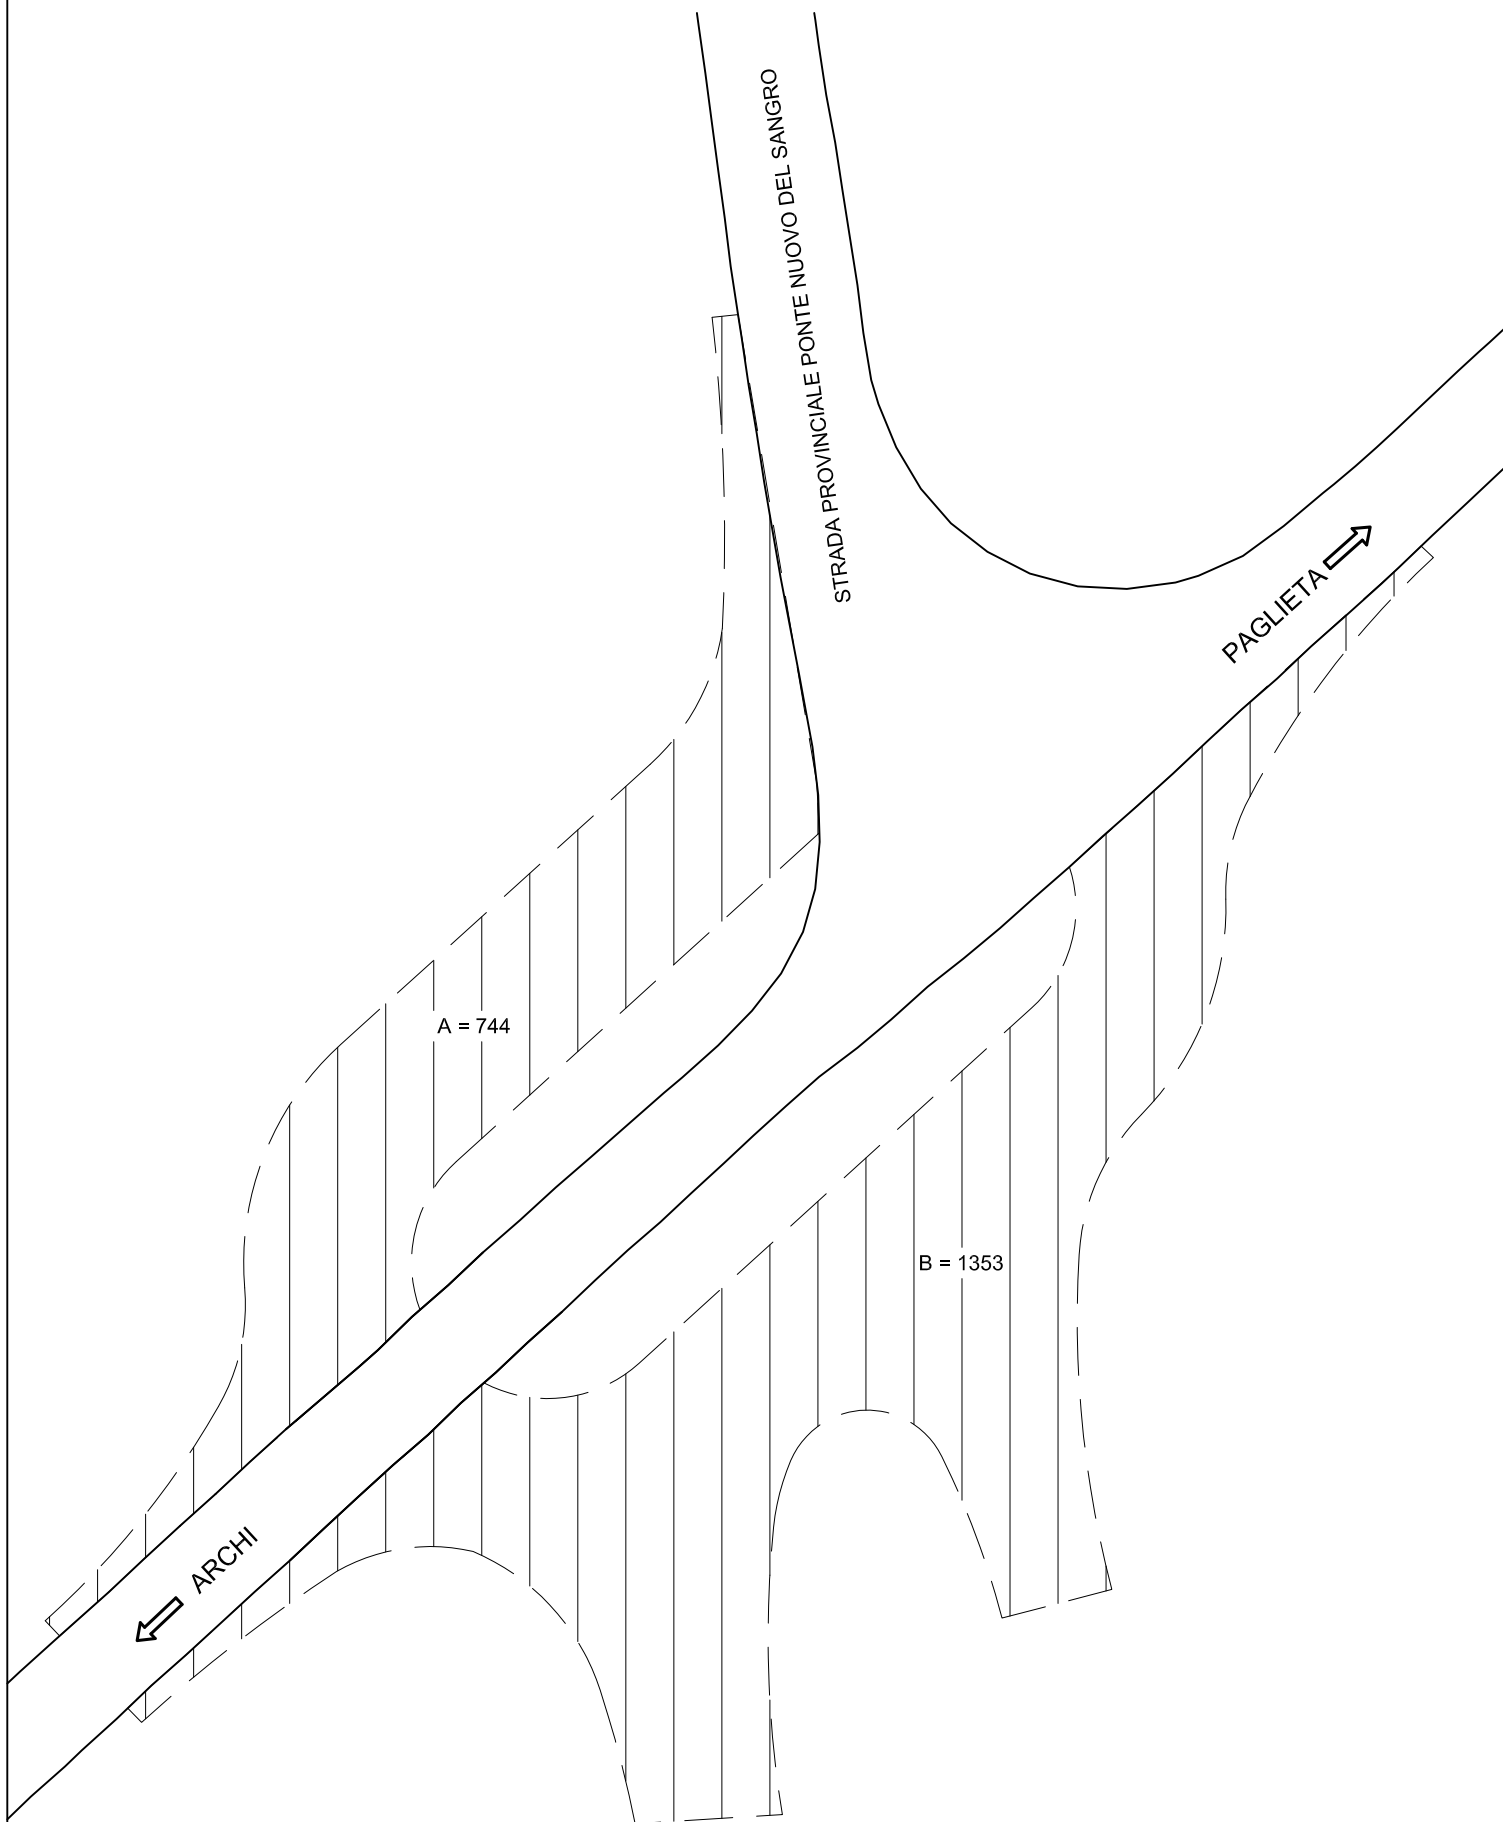 STRADA PROVINCIALE PONTE NUOVO DEL SANGRO
PAGLIETA
A = 744
B = 1353
ARCHI